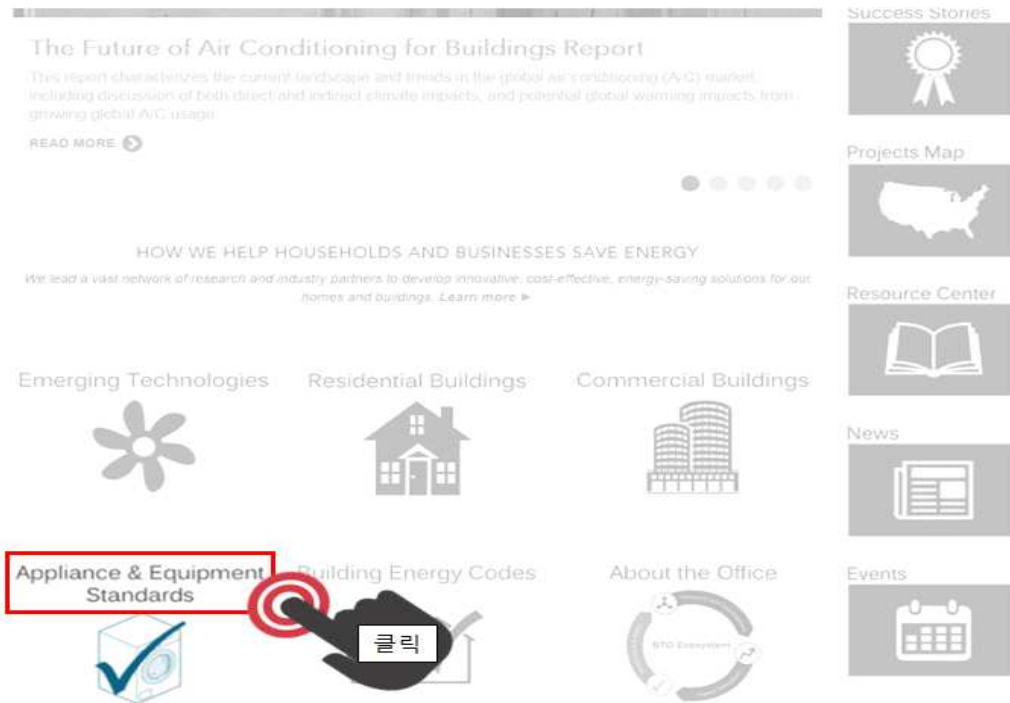 The Future of Air Conditioning for Buildings Report
This report characterizes the current landscape and trends in the global air conditioning (A/C) market,
including discussion of both direct and indirect climate impacts, and potential global warming impacts from
growing global A/C usage.
READ MORE
HOW WE HELP HOUSEHOLDS AND BUSINESSES SAVE ENERGY
We lead a vast network of research and industry partners to develop innovative, cost-effective, energy-saving solutions for our
homes and buildings. Learn more ►
Emerging Technologies
Residential Buildings
Commercial Buildings
Appliance & Equipment
Standards
Building Energy Codes
About the Office
클릭
BTO Ecosystem
Success Stories
Projects Map
Resource Center
News
Events